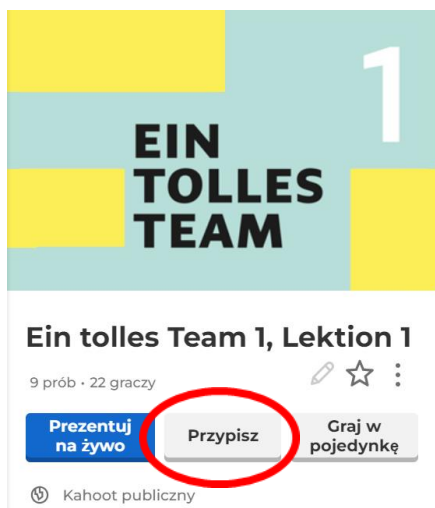 1
EIN
TOLLES
TEAM
Ein tolles Team 1, Lektion 1
9 prób · 22 graczy
Prezentuj
na żywo
Przypisz
Graj w
pojedynkę
Kahoot publiczny